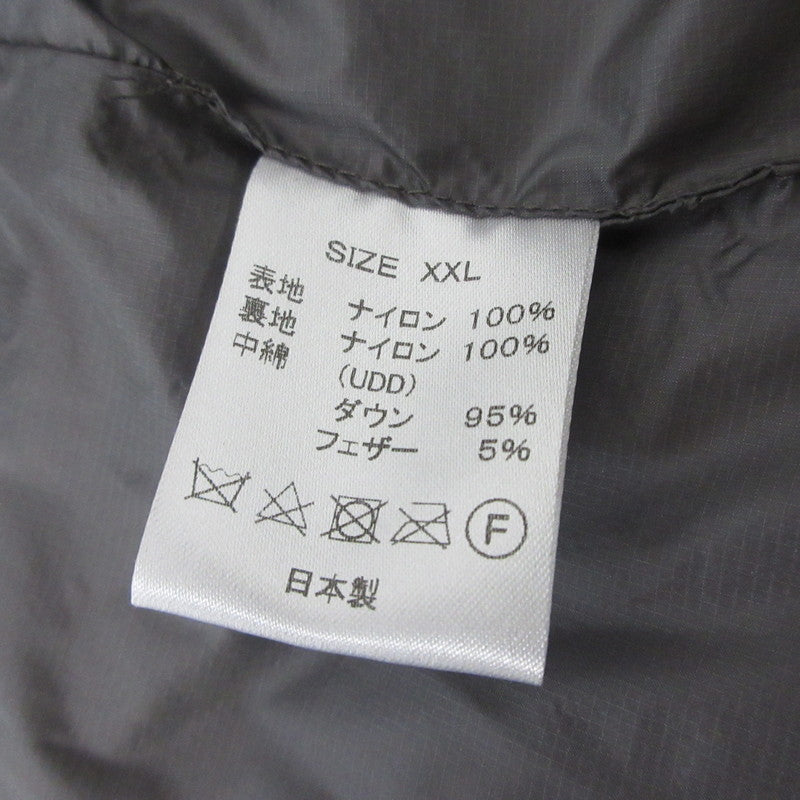 SIZE XXL
表地 ナイロン 100%
裏地 ナイロン 100%
中綿 (UDD)
ダウン 95%
フェザー 5%
F
日本製